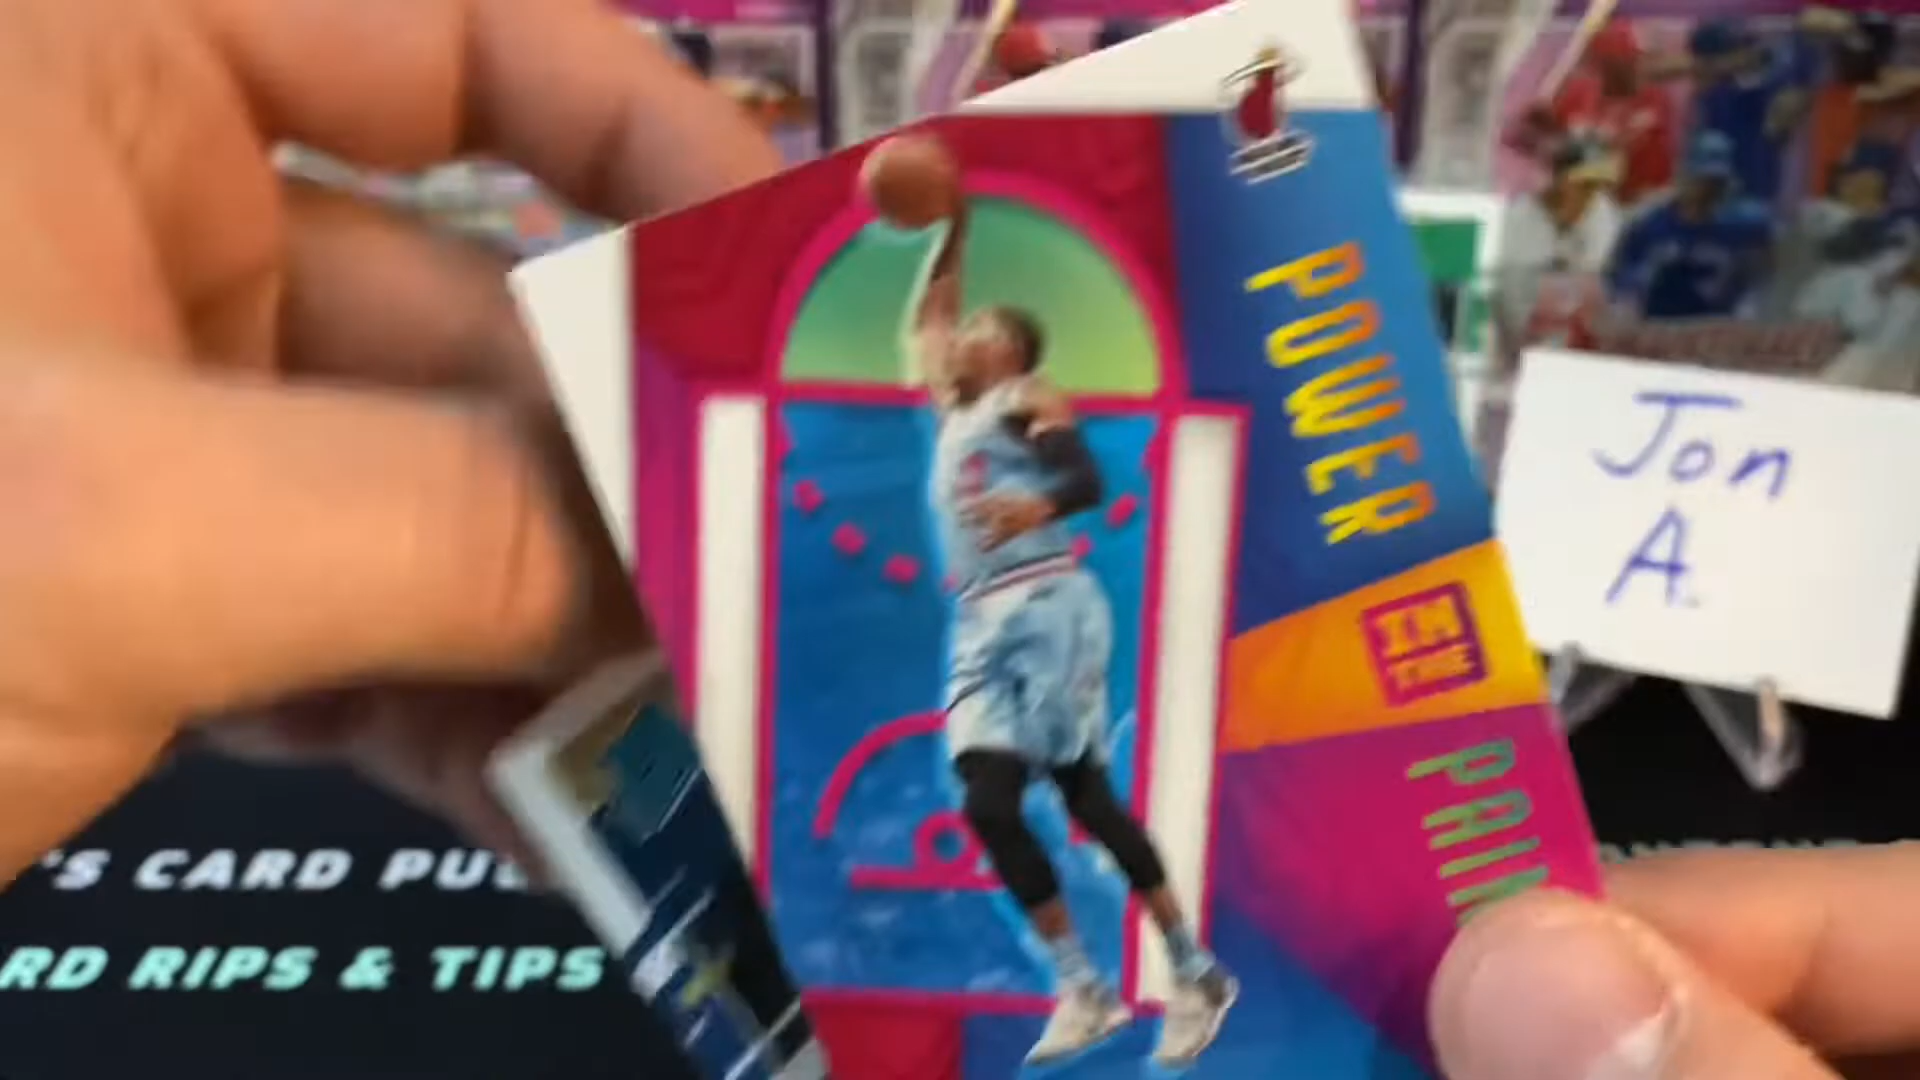 POWER
IN
THE
PAIN
Jon
A.
'S CARD PU
RD RIPS & TIPS